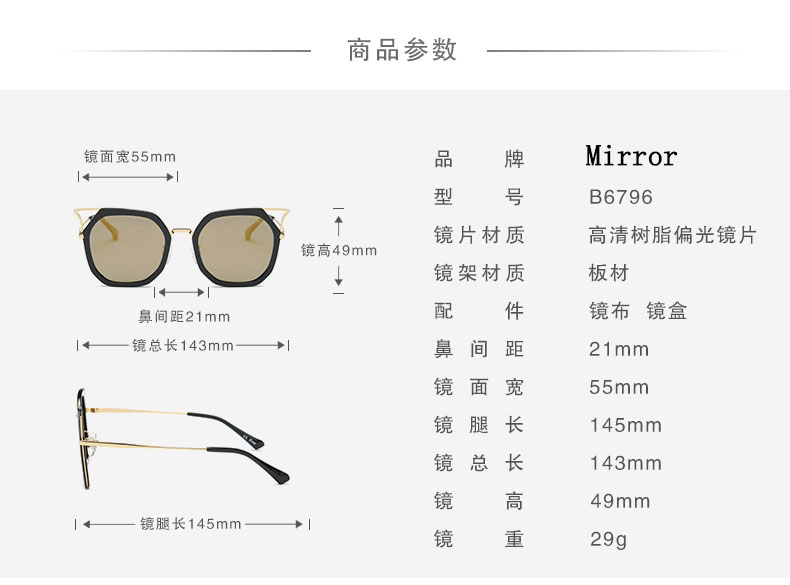 商品参数
镜面宽55mm
镜高49mm
鼻间距21mm
镜总长143mm
镜腿长145mm
品牌 Mirror
型号 B6796
镜片材质 高清树脂偏光镜片
镜架材质 板材
配件 镜布 镜盒
鼻间距 21mm
镜面宽 55mm
镜腿长 145mm
镜总长 143mm
镜高 49mm
镜重 29g